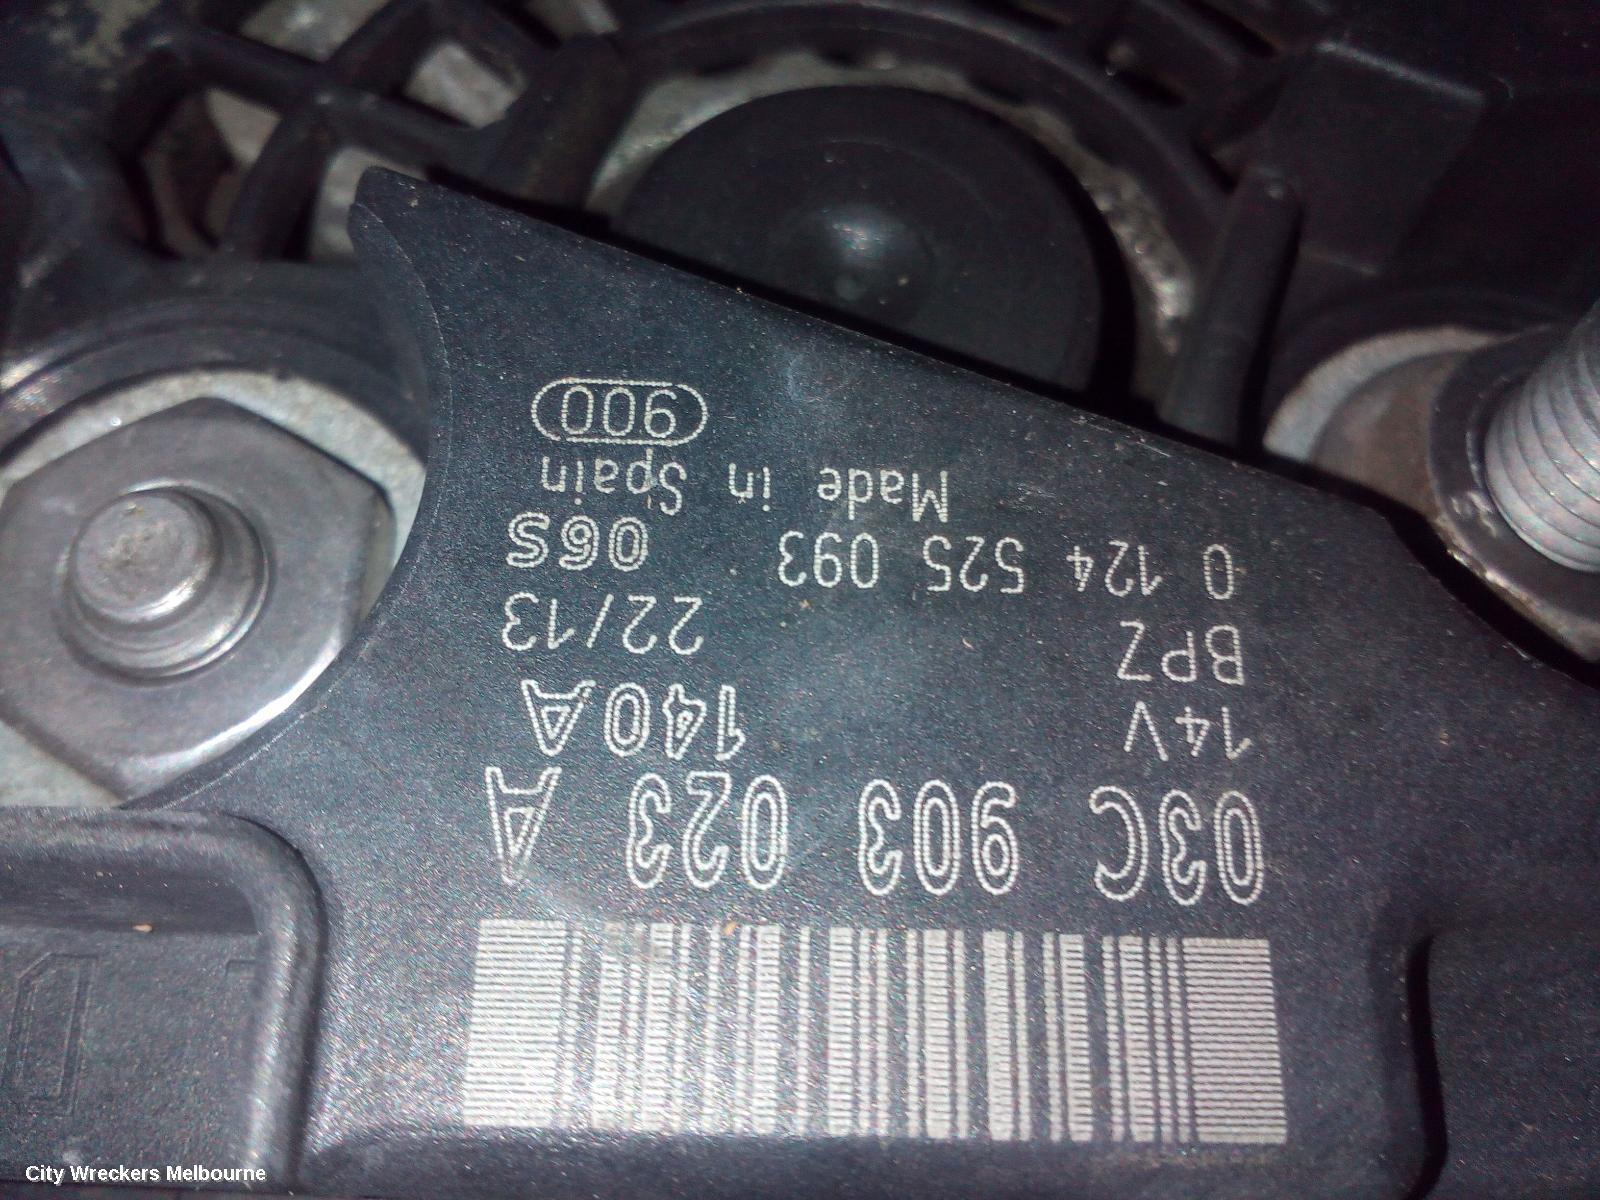 03C 903 023 A
14V 140A
BPZ 22/13
0 124 525 093 06S
Made in Spain
900
City Wreckers Melbourne